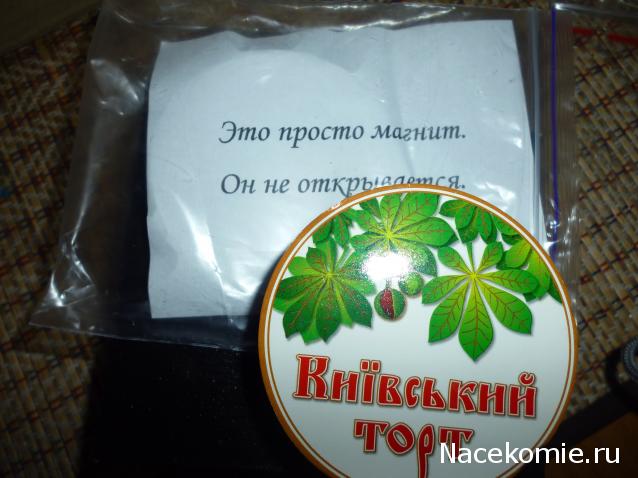 Это просто магнит.
Он не открывается.
Київський
торт
Nacekomie.ru